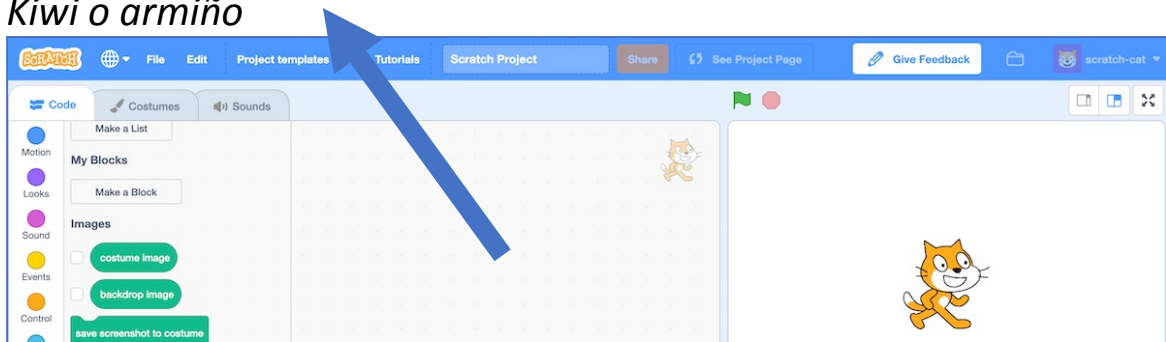 Kiwi o armiño
SCRATCH File Edit Project templates Tutorials Scratch Project Share See Project Page Give Feedback scratch-cat
Code Costumes Sounds
Make a List
Motion
My Blocks
Make a Block
Looks
Images
Sound
costume image
Events
backdrop image
Control
save screenshot to costume